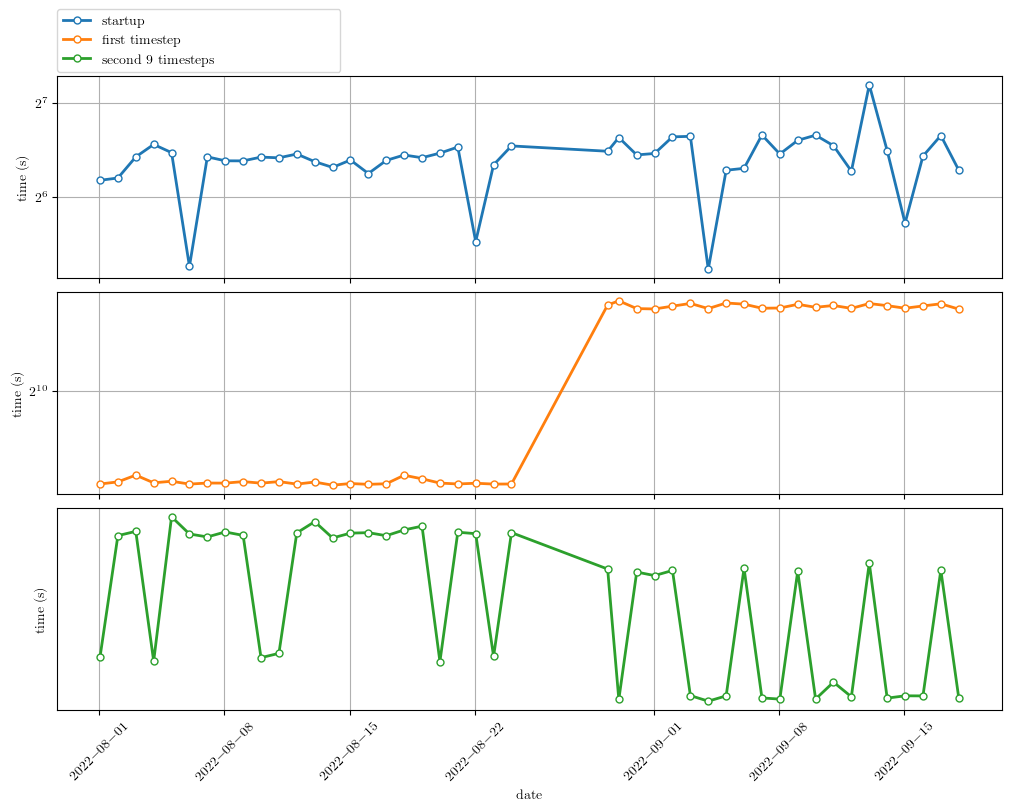 startup
first timestep
second 9 timesteps
2^7
2^6
time (s)
2^10
time (s)
time (s)
2022−08−01
2022−08−08
2022−08−15
2022−08−22
2022−09−01
2022−09−08
2022−09−15
date